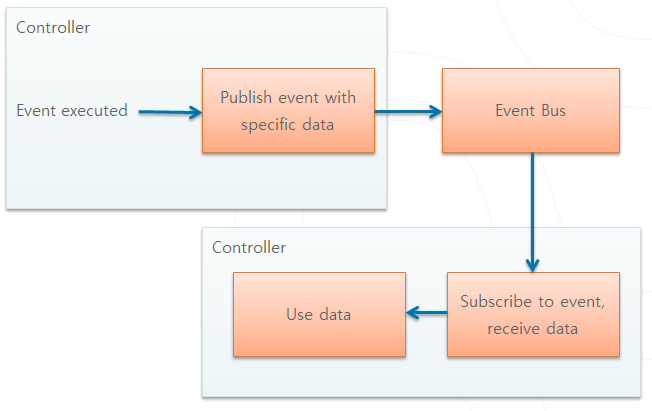 Controller
Event executed
Publish event with
specific data
Event Bus
Controller
Use data
Subscribe to event,
receive data